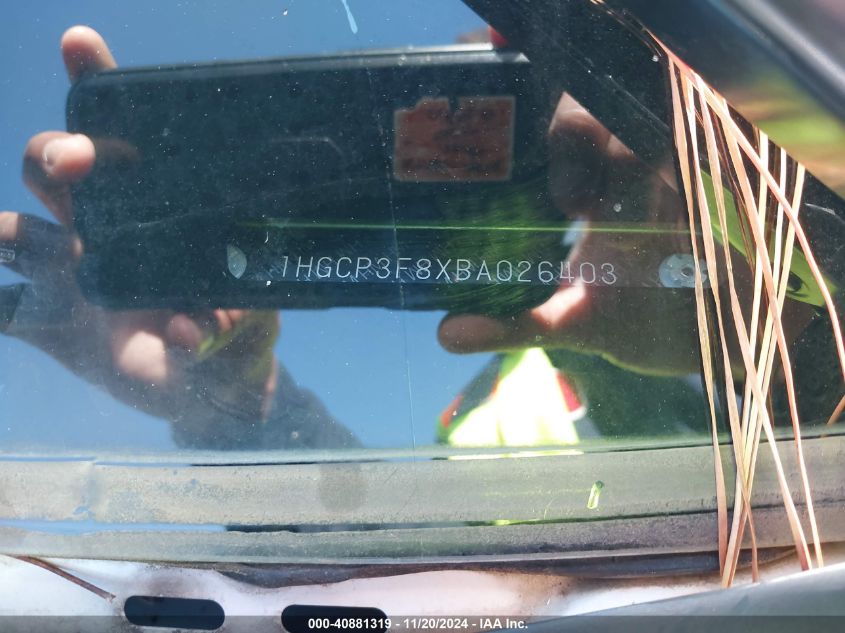 1HGCP3F8XBA026403
000-40881319 - 11/20/2024 - IAA Inc.